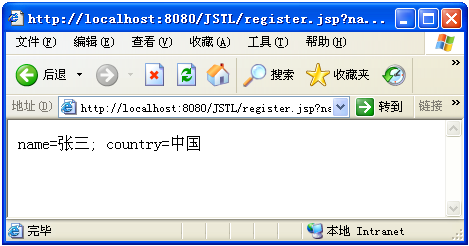 http://localhost:8080/JSTL/register.jsp?na...
文件(F) 编辑(E) 查看(V) 收藏(A) 工具(T) 帮助(H)
后退 搜索 收藏夹
地址(D) http://localhost:8080/JSTL/register.jsp?na 转到 链接
name=张三; country=中国
完毕 本地 Intranet